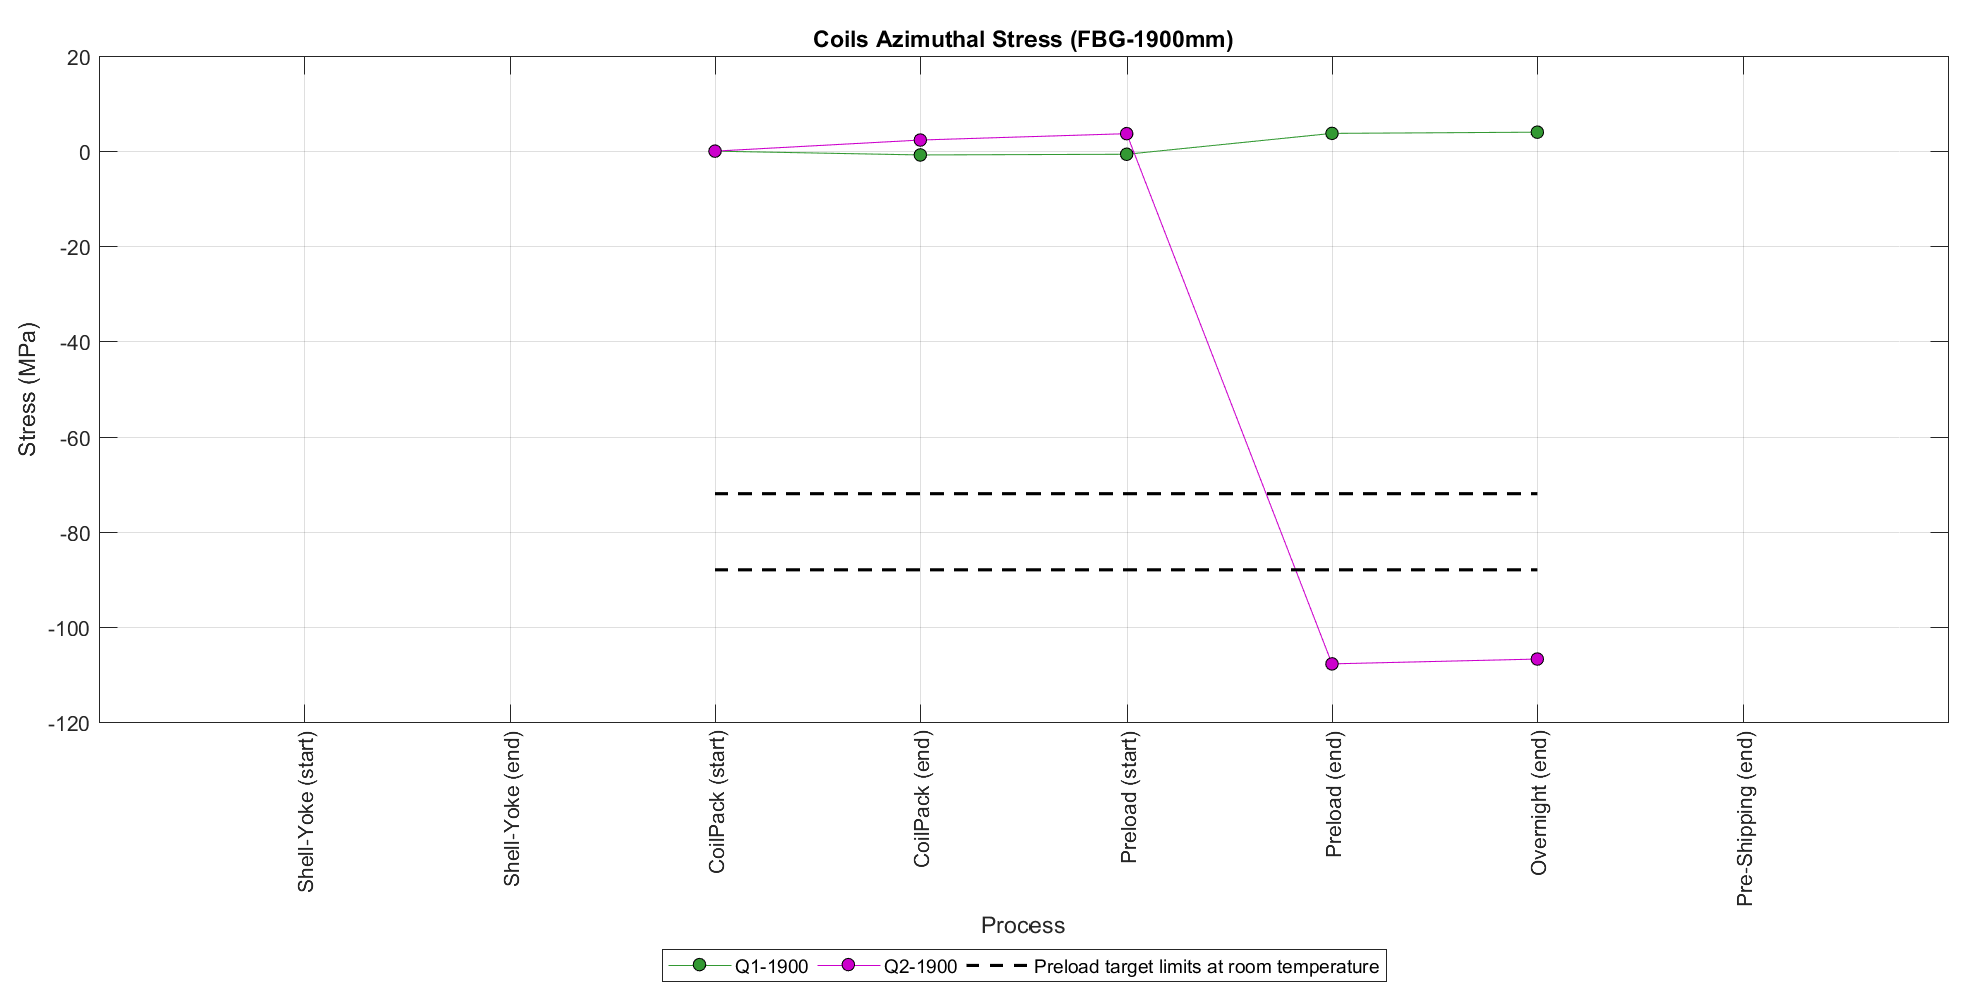 Coils Azimuthal Stress (FBG-1900mm)
20
0
-20
-40
-60
-80
-100
-120
Stress (MPa)
Shell-Yoke (start)
Shell-Yoke (end)
CoilPack (start)
CoilPack (end)
Preload (start)
Preload (end)
Overnight (end)
Pre-Shipping (end)
Process
Q1-1900 Q2-1900 Preload target limits at room temperature